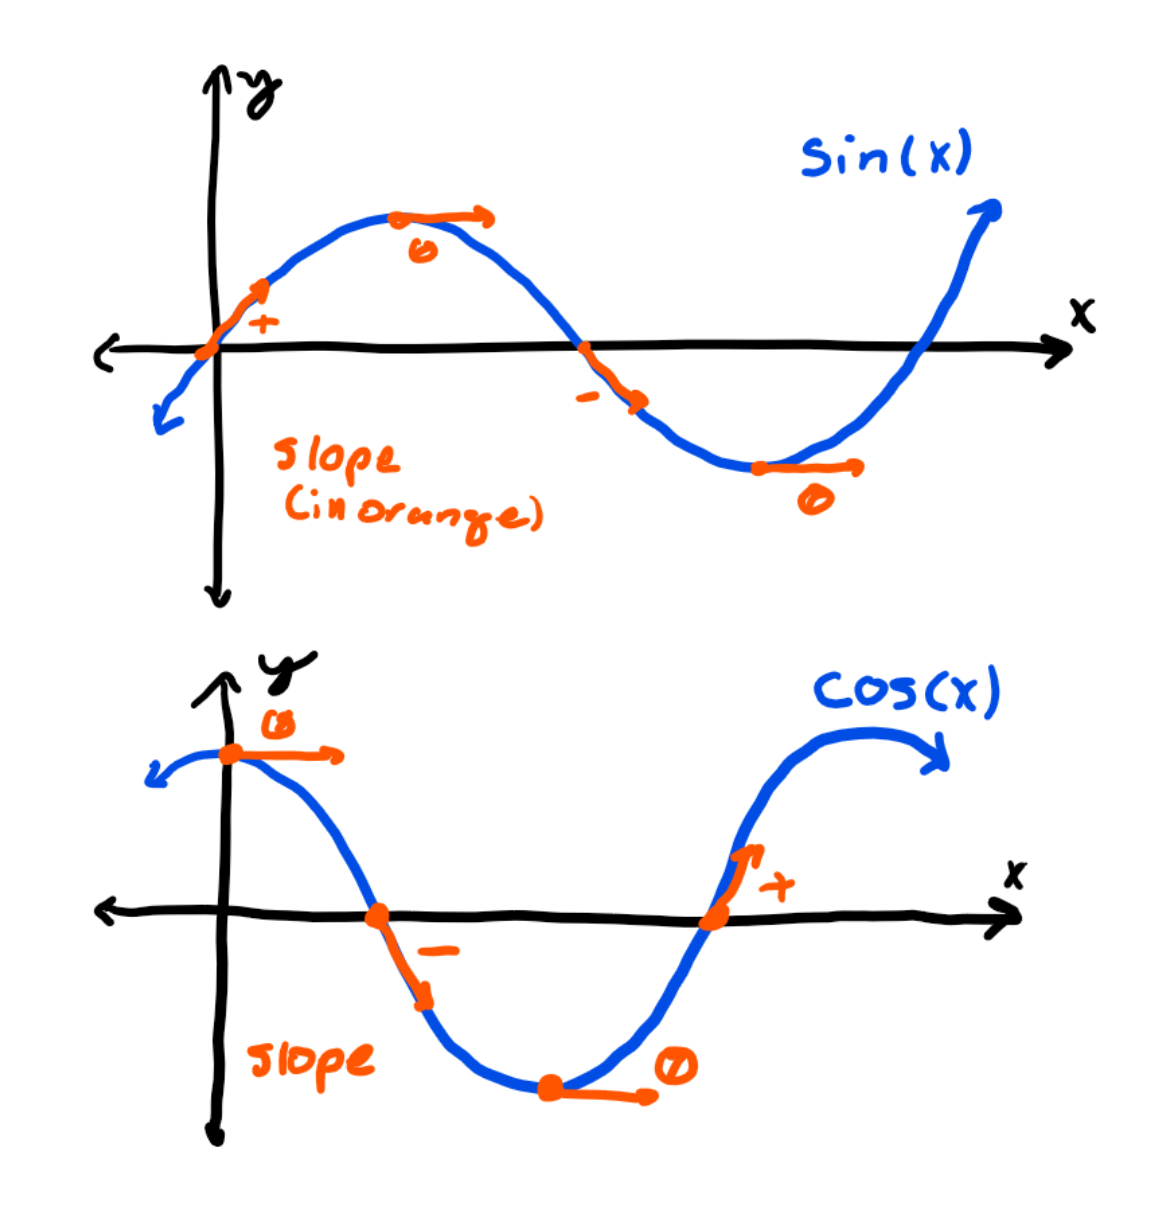 y
sin(x)
0
x
+
-
slope
(in orange)
0
y
cos(x)
0
x
+
-
slope
0